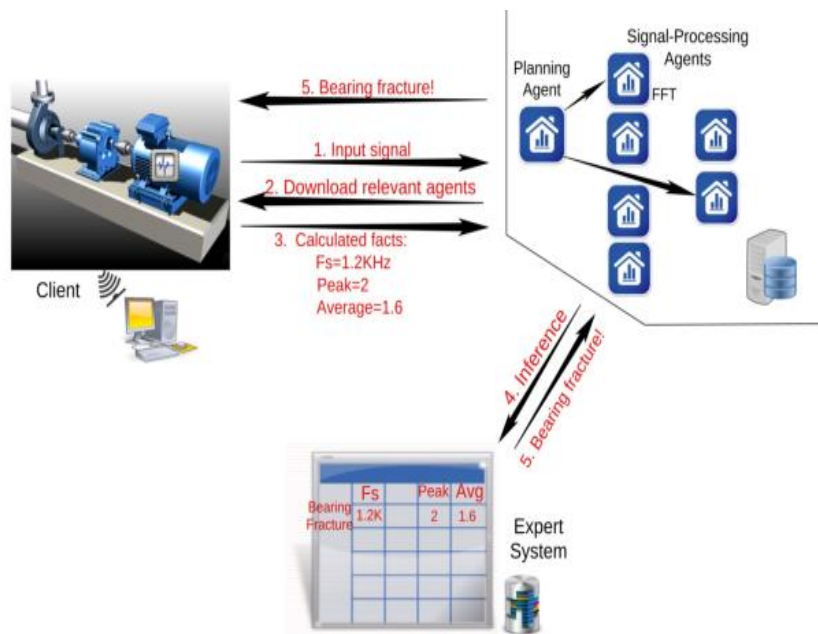 Signal-Processing
Agents
Planning
Agent
FFT
5. Bearing fracture!
1. Input signal
2. Download relevant agents
3. Calculated facts:
Fs=1.2KHz
Peak=2
Average=1.6
Client
4. Inference
5. Bearing fracture!
Fs Peak Avg
Bearing
Fracture 1.2K 2 1.6
Expert
System